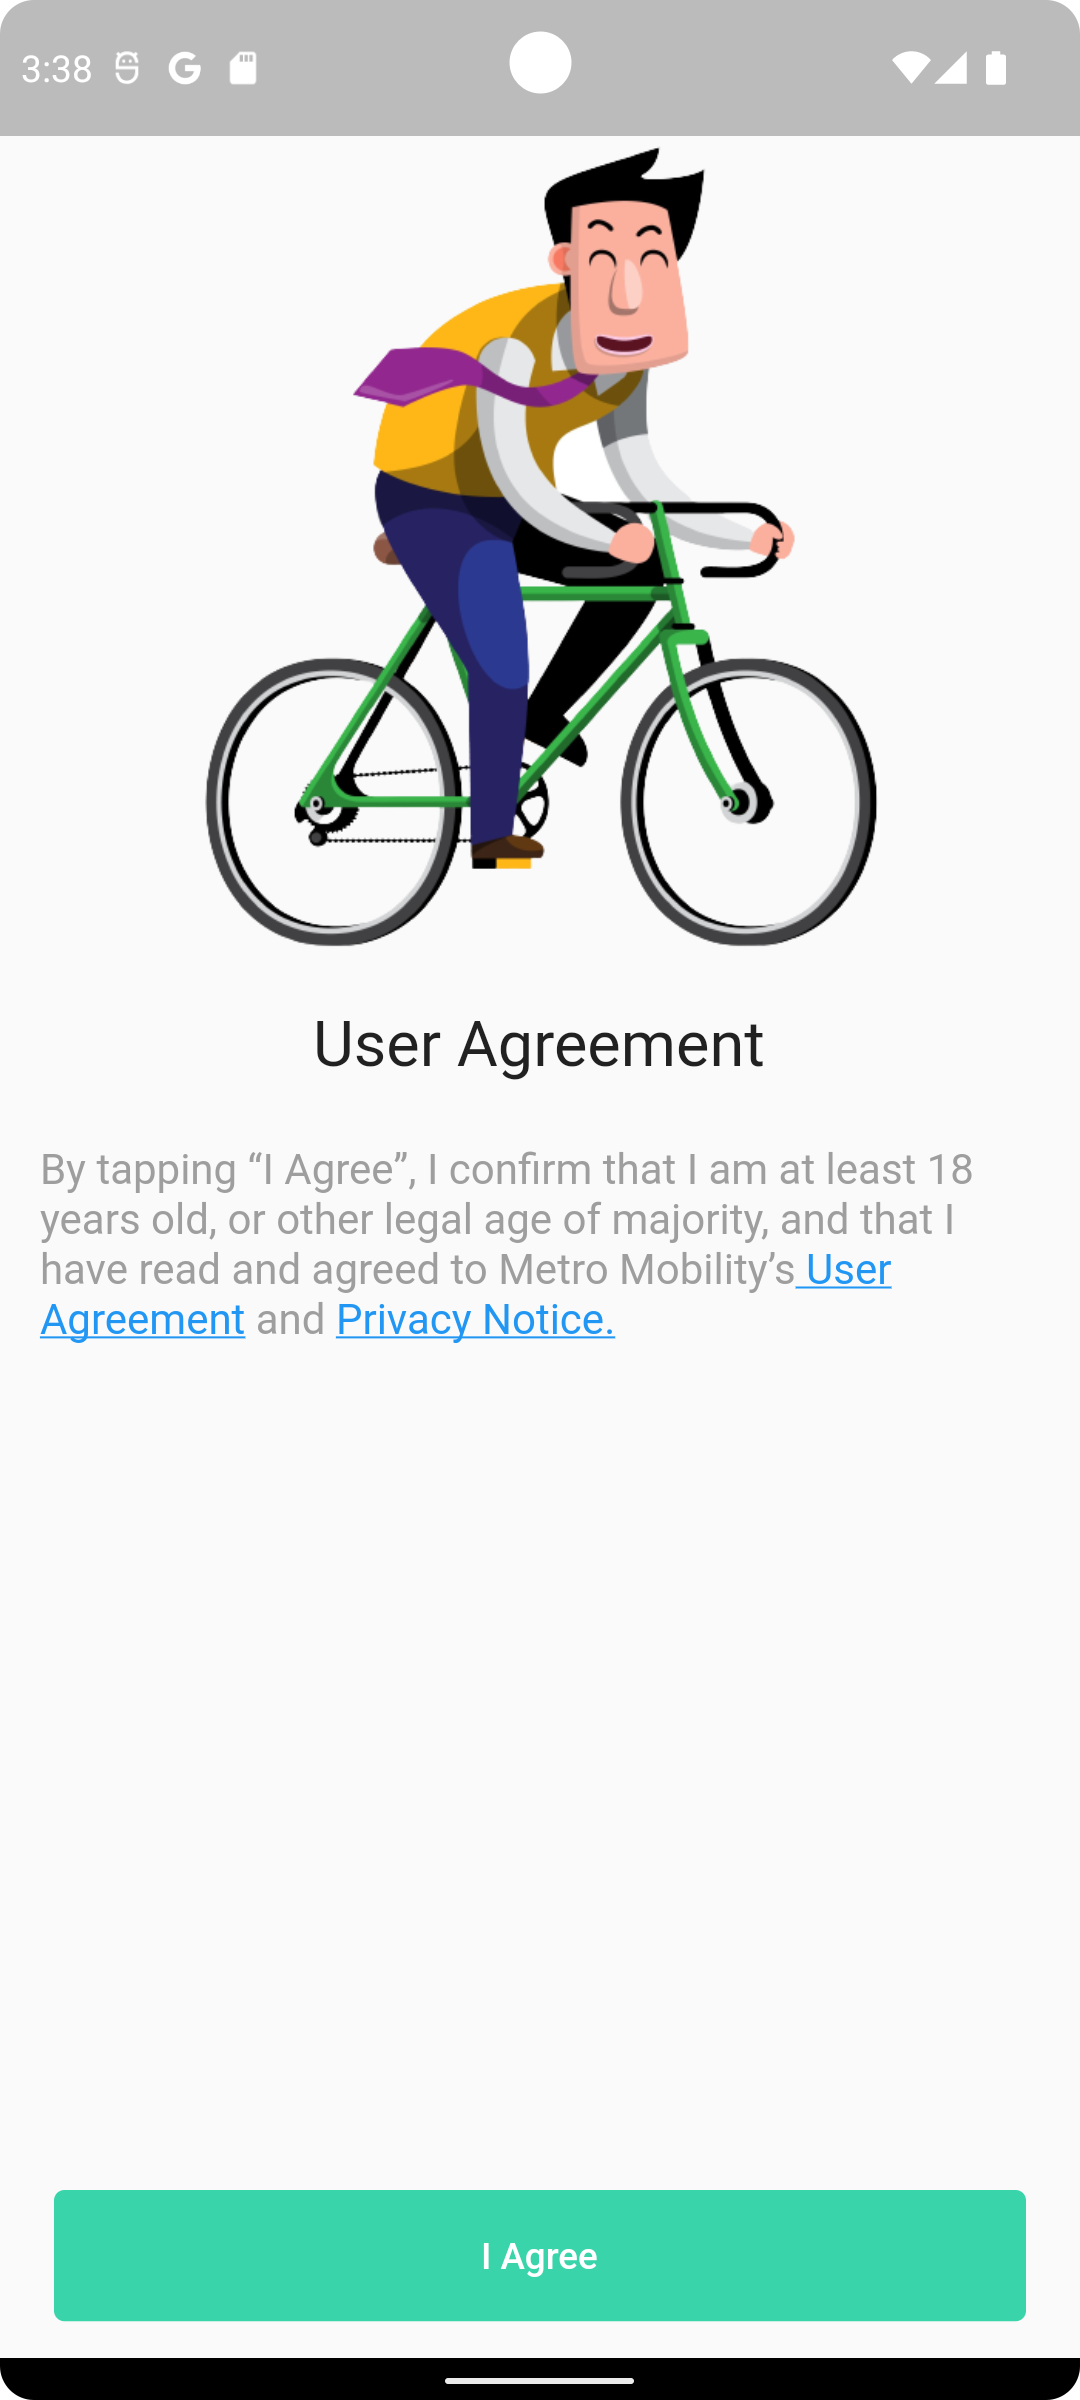 3:38
User Agreement
By tapping “I Agree”, I confirm that I am at least 18
years old, or other legal age of majority, and that I
have read and agreed to Metro Mobility’s User
Agreement and Privacy Notice.
I Agree